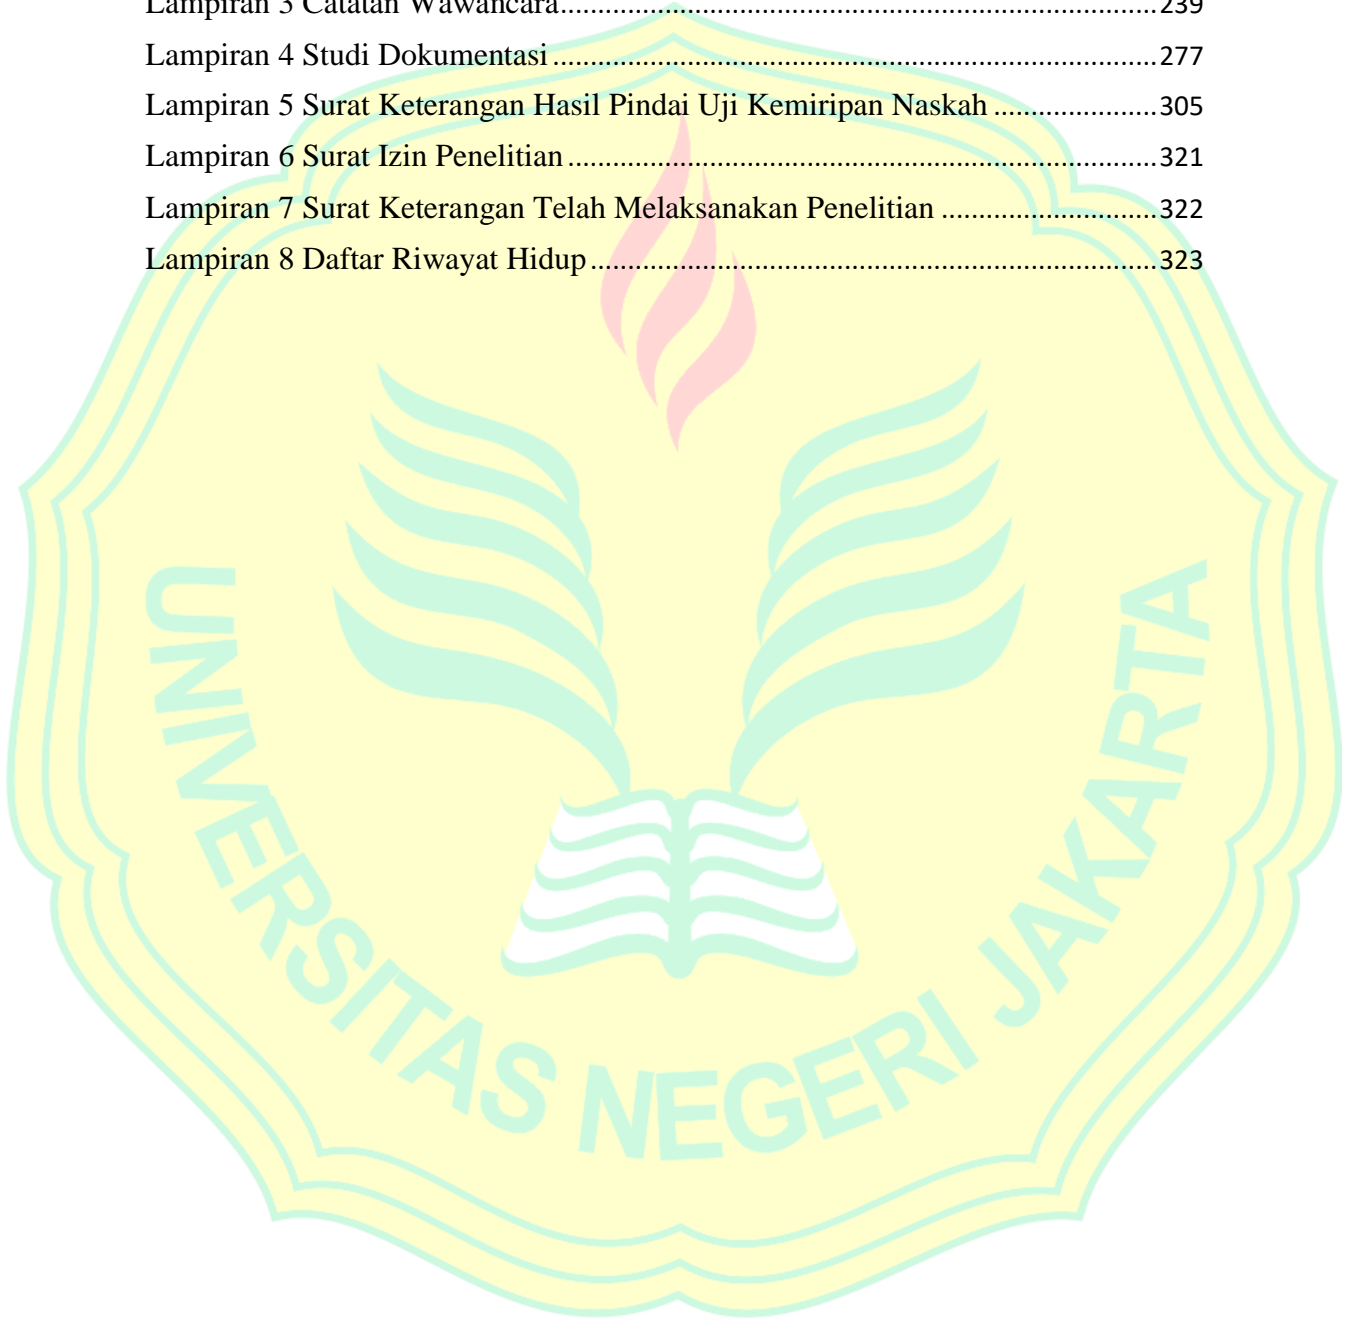 Lampiran 3 Catatan Wawancara........................................................................239
Lampiran 4 Studi Dokumentasi........................................................................277
Lampiran 5 Surat Keterangan Hasil Pindai Uji Kemiripan Naskah....................305
Lampiran 6 Surat Izin Penelitian.......................................................................321
Lampiran 7 Surat Keterangan Telah Melaksanakan Penelitian..........................322
Lampiran 8 Daftar Riwayat Hidup....................................................................323
UNIVERSITAS NEGERI JAKARTA